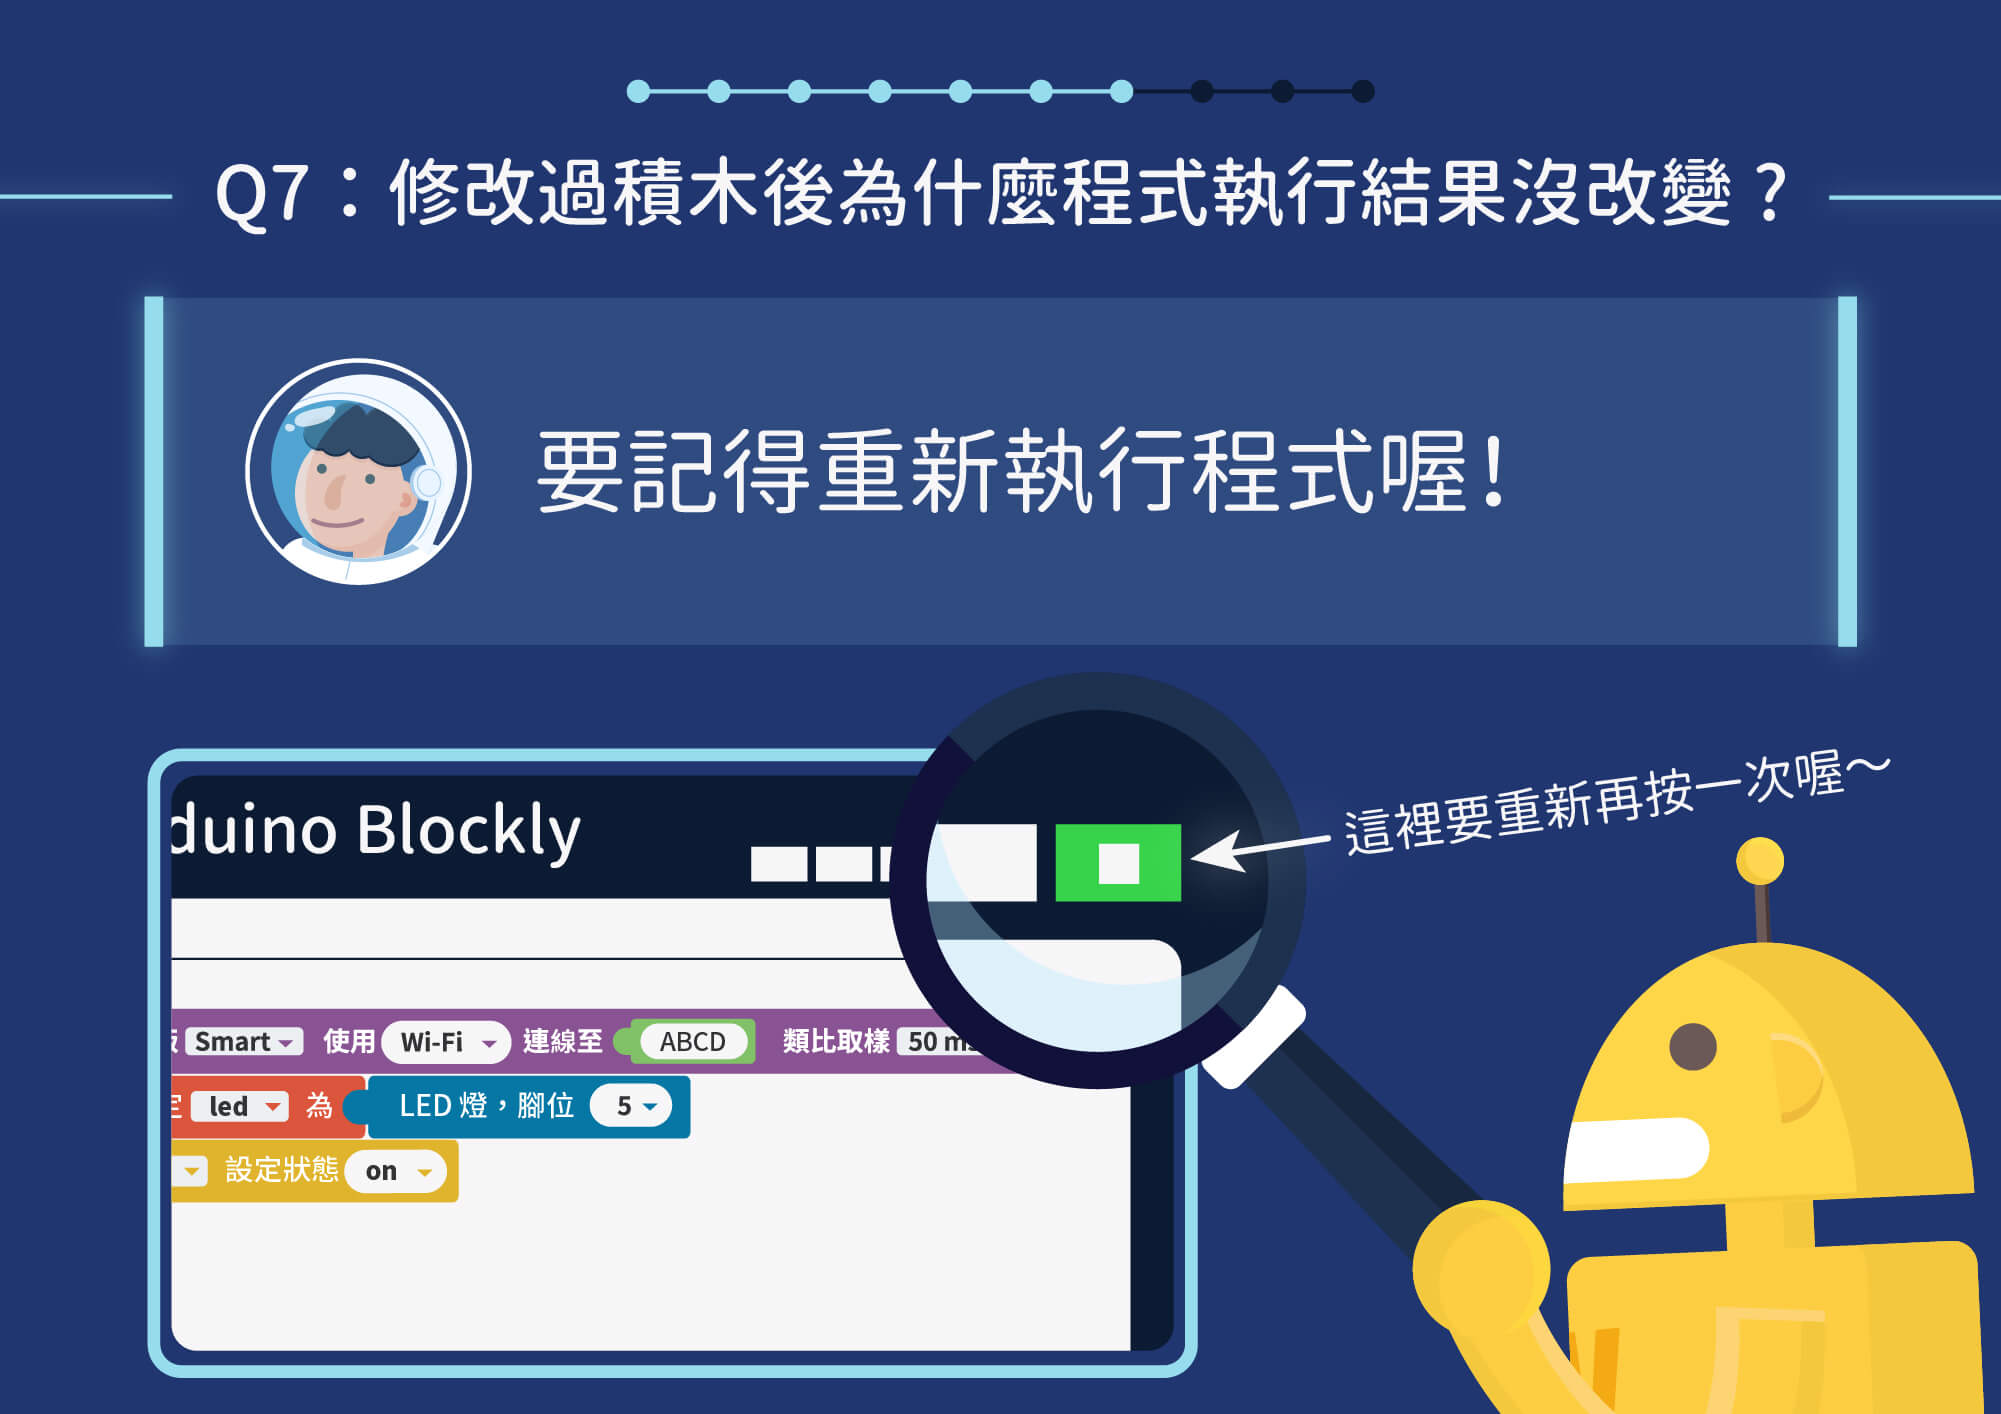 Q7：修改過積木後為什麼程式執行結果沒改變？
要記得重新執行程式喔！
這裡要重新再按一次喔～
duino Blockly
Smart 使用 Wi-Fi 連線至 ABCD 類比取樣 50 ms
led 為 LED 燈，腳位 5
設定狀態 on